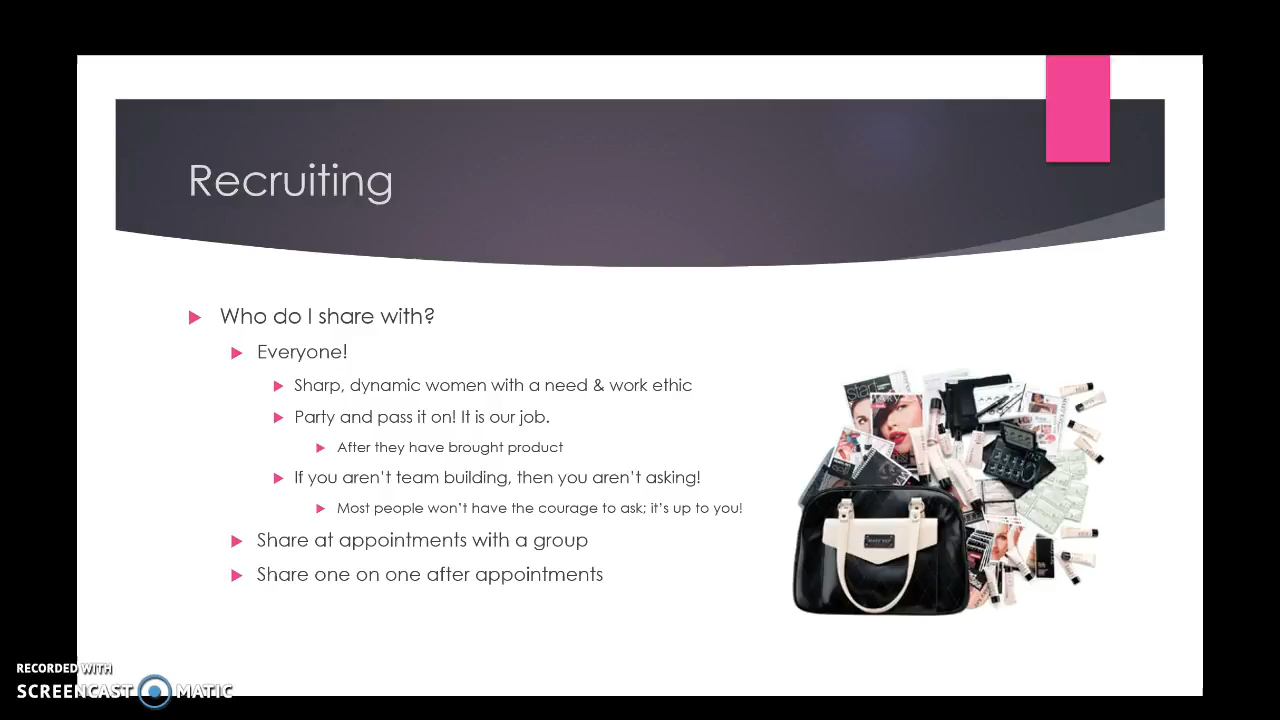 Recruiting
Who do I share with?
Everyone!
Sharp, dynamic women with a need & work ethic
Party and pass it on! It is our job.
After they have brought product
If you aren't team building, then you aren't asking!
Most people won't have the courage to ask; it's up to you!
Share at appointments with a group
Share one on one after appointments
start
MARY KAY
RECORDED WITH
SCREENCAST MATIC